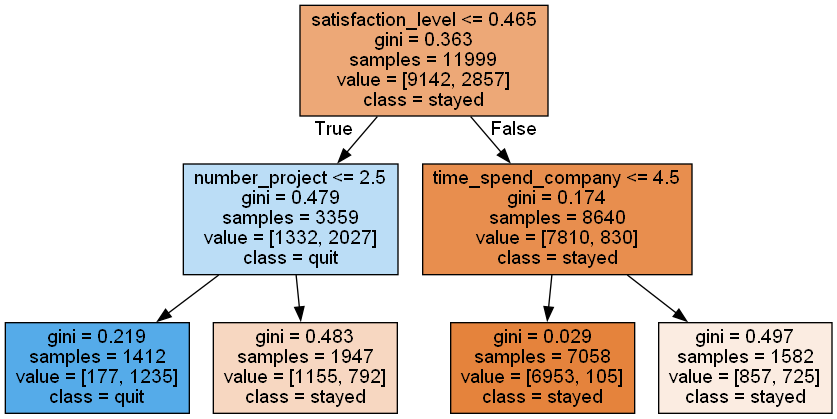 satisfaction_level <= 0.465
gini = 0.363
samples = 11999
value = [9142, 2857]
class = stayed
True
False
number_project <= 2.5
gini = 0.479
samples = 3359
value = [1332, 2027]
class = quit
time_spend_company <= 4.5
gini = 0.174
samples = 8640
value = [7810, 830]
class = stayed
gini = 0.219
samples = 1412
value = [177, 1235]
class = quit
gini = 0.483
samples = 1947
value = [1155, 792]
class = stayed
gini = 0.029
samples = 7058
value = [6953, 105]
class = stayed
gini = 0.497
samples = 1582
value = [857, 725]
class = stayed